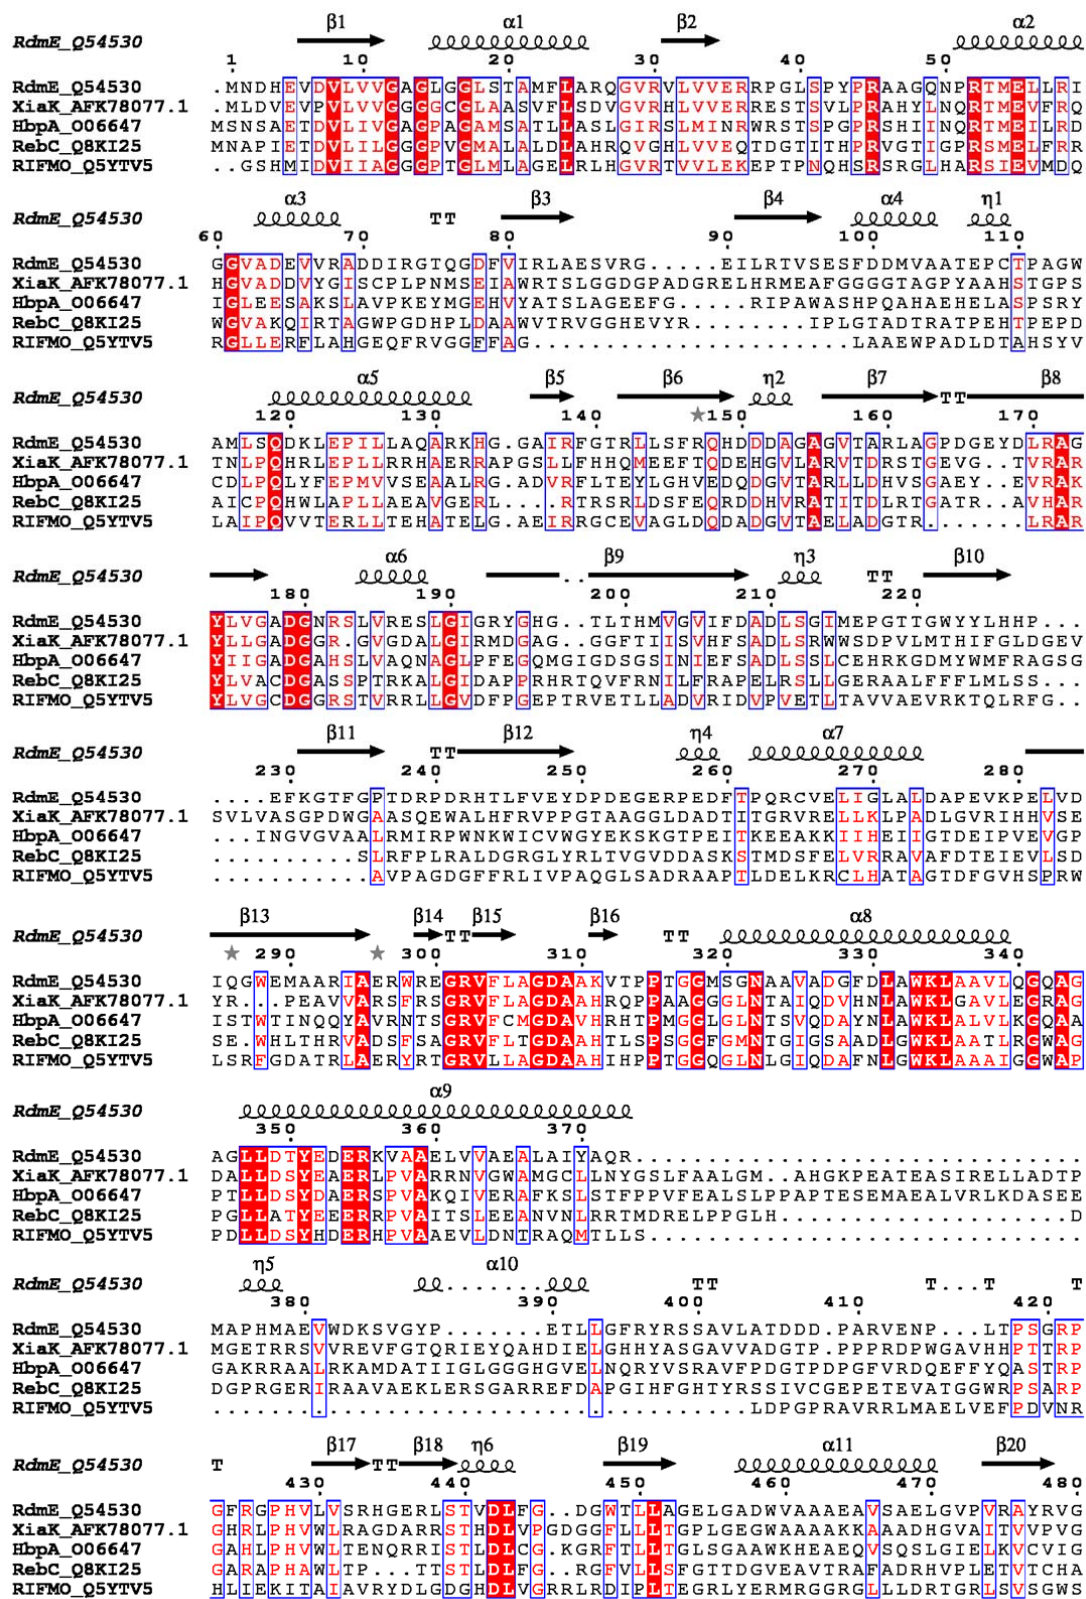 RdmE_Q54530 β1 α1 β2 α2
1 10 20 30 40 50
RdmE_Q54530 .MNDHEVDVLVVGAGLGGLSTAMFLARQGVRVLVVERRPGLSPYPRAAGQNPRTMELLRI
XiaK_AFK78077.1 .MLDVEVPVLVVGGGGCGLAASVFLSDLGVRHLVVERRESTSVLPRAHYLNQRTMEIFRQ
HbpA_O06647 MSNSAETDVLIVGAGPAGAMSATLLASLGIRSLMINRWRSTSPGPRSHIINQRTMEILRD
RebC_Q8KI25 MNAPIETDVLILGGGPVGMALALDLAHRQVGHLVVEQTDGTITHPRVGTIGPRSMELFRR
RIFMO_Q5YTV5 ..GSHMIDVIIAGGGPTGLMLAGELRLHGVRTVVLEKEPTPNQHSRSRGLHARSIEVMDQ
RdmE_Q54530 α3 TT β3 β4 α4 η1
60 70 80 90 100 110
RdmE_Q54530 GGVADEVVRADDIRGTQGDFVIRLAESVRG.....EILRTVSESFDDMVAATEPCTPAGW
XiaK_AFK78077.1 HGVADDVYGISCPLPNMSEIAWRTSLGGDGPADGRELHRMEAFGGGGTAGPYAAHSTGPS
HbpA_O06647 IGLEESAKSLAVPKEYMGEHVYATSLAGEEFG.....RIPAWASHPQAHAEHELASPSRY
RebC_Q8KI25 WGVAKQIRTAGWPGDHPLDAAWVTRVGGHEVYR.........IPLGTADTRATPEHTPEPD
RIFMO_Q5YTV5 RGLLERFLAHGEQFRVGGFFAG......................LAAEWPADLDTAHSYV
RdmE_Q54530 α5 β5 β6 η2 β7 TT β8
120 130 140 150 160 170
RdmE_Q54530 AMLSQDKLEPILLAQARKHG.GAIRFGTRLLSFRQHDDDAGAGVTARLAGPDGEYDLRAG
XiaK_AFK78077.1 TNLPQHRLEPLLRRHAERRAPGSLLFHHQMEEFTQDEHGVLARVTDRSTGEVG..TVRAR
HbpA_O06647 CDLPQLYFEPMVVSEAALRG.ADVRFLTEYLGHVEDQDGVTARLLDHVSGAEY..EVRAK
RebC_Q8KI25 AICPQHWLAPLLAEAVGERL...RTRSRLDSFEQRDDHVRATITDLRTGATR..AVHAR
RIFMO_Q5YTV5 LAIPQVVTERLLTEHATELG.AEIRRGCEVAGLDQDADGVTAELADGTR.......LRAR
RdmE_Q54530 α6 .. β9 η3 TT β10
180 190 200 210 220
RdmE_Q54530 YLVGADGNRSLVRESLGIGRYGHG..TLTHMVGVIFDADLSGIMEPGTTGWYYLHHP...
XiaK_AFK78077.1 YLLGADGGR.GVGDALGIRMDGAG..GGFTIISVHFSADLSRWWSDPDVLMTHIFGLDGEV
HbpA_O06647 YIIGADGAHSLVAQNAGLPFEGQMGIGDSGSINIEFSADLSSLCEHRKGDMYWMFRAGSG
RebC_Q8KI25 YLVACDGASSPTRKALGIDAPPRHRTQVFRNILFRAPELRSLLGERAALFFFLMLSS...
RIFMO_Q5YTV5 YLVGCDGGRSTVRRLLGVDFPGEPTRVETLLADVRIDVPVETLTAVVAEVRKTQLRFG..
RdmE_Q54530 β11 TT β12 η4 α7
230 240 250 260 270 280
RdmE_Q54530 ....EFKGTFGPTDRPDRHTLFVEYDPDEGERPEDFTPQRCVELIGLALDAPEVKPELVD
XiaK_AFK78077.1 SVLVASGPDWGAASQEWALHFRVPPGTAAGGLDADTITGRVRELLKLPADLGVRIHHVSE
HbpA_O06647 ...INGVGVAALRMIRPWNKWICVWGYEKSKGTPEITKEEAKKIIHEIIGTDEIPVEVGP
RebC_Q8KI25 ..........SLRFPLRALDGRGLYRLTVGVDDASKSTMDSFELVRRAVAFDTEIEVLSD
RIFMO_Q5YTV5 ...........AVPAGDGFFRLIVPAQGLSADRAAPTLDELKRCLHATAGTDFGVHSPRW
RdmE_Q54530 β13 β14 TT β15 β16 TT α8
290 300 310 320 330 340
RdmE_Q54530 IQGWEMAARIAERWREGRVFLAGDAAKVTPPTGGMSGNAAVADGFDLAWKLAAVLQGQAG
XiaK_AFK78077.1 YR..PEAVVARSFRSGRVFLAGDAAHRQPPAAGGGLNTAIQDVHNLAWKLAGVLEGRAG
HbpA_O06647 ISTWTINQQYAVRNTSGRVFCMGDAVHRHTPMGGLGLNTSVQDAYNLAWKLALVLKGQAA
RebC_Q8KI25 SE.WHLTHRVADSFSAGRVFLTGDAAHTLSPSGGFGMNTGIGSAADLGWKLAATLRGWAG
RIFMO_Q5YTV5 LSRFGDATRLAERYRTGRVLLAGDAAHIHPPTGGQGLNLGIQDAFNLGWKLAAAIGGWAP
RdmE_Q54530 α9
350 360 370
RdmE_Q54530 AGLLDTYEDERKVAAELVVAEALAIYAQR...............................
XiaK_AFK78077.1 DALLDSYEAERLPVARRNVGWAMGCLLNYGSLFAALGM..AHGKPEATEASIRELLADTP
HbpA_O06647 PTLLDSYDAERSPVAKQIVERAFKSLSTFPPVFEALSLPPAPTESEMAEALVRLKDASEE
RebC_Q8KI25 PGLLATYEEERRPVAITSLEEANVNLRRTMDRELPPGLH....................D
RIFMO_Q5YTV5 PDLLDSYHDERHPVAAEVLDNTRAQMTLLS..............................
RdmE_Q54530 η5 α10 TT T T T
380 390 400 410 420
RdmE_Q54530 MAPHMAEVWDKSVGYP.......ETLLGFRYRSSAVLATDDD.PARVENP...LTPSGRP
XiaK_AFK78077.1 MGETRRSVVREVFGTQRIEYQAHDIELGHHYASGAVVADGTP.PPPRDPWGAVHHPTTRP
HbpA_O06647 GAKRRAALRKAMDATIIGLGGGHGVELNQRYVSRAVFPDGTPDPGFVRDQEFFYQASTRP
RebC_Q8KI25 DGPRGERIRAAVAEKLERSGARREFDAPGIHFGHTYRSSIVCGEPETEVATGGWRPSARP
RIFMO_Q5YTV5 .....................................LDPGPRAVRRLMAELVEFPDVNR
RdmE_Q54530 T β17 TT β18 η6 β19 α11 β20
430 440 450 460 470 480
RdmE_Q54530 GFRGPHVLVSRHGERLSTVDLFG..DGWTLLAGELGADWVAAAEAVSAELGVPVRAYRVG
XiaK_AFK78077.1 GHRLPHVWLRAGDARRSTHDLVPGDGGFLLLTGPLGEGWAAAAKKAAADHGVAITVVPVG
HbpA_O06647 GAHLPHVWLTENQRRISTLDLCG.KGRFTLLTGLSGAAWKHEAEQVSQSLGIELKVCVIG
RebC_Q8KI25 GARAPHAWLTP...TTSTLDLFG..RGFVLLSFGTTDGVEAVTRAFADRHVPLETVTCHA
RIFMO_Q5YTV5 HLIEKITAIAVRYDLGDGHDLVGRRLRDIPLTEGRLYERMRGGRGLLLDRTGRLSVSGWS